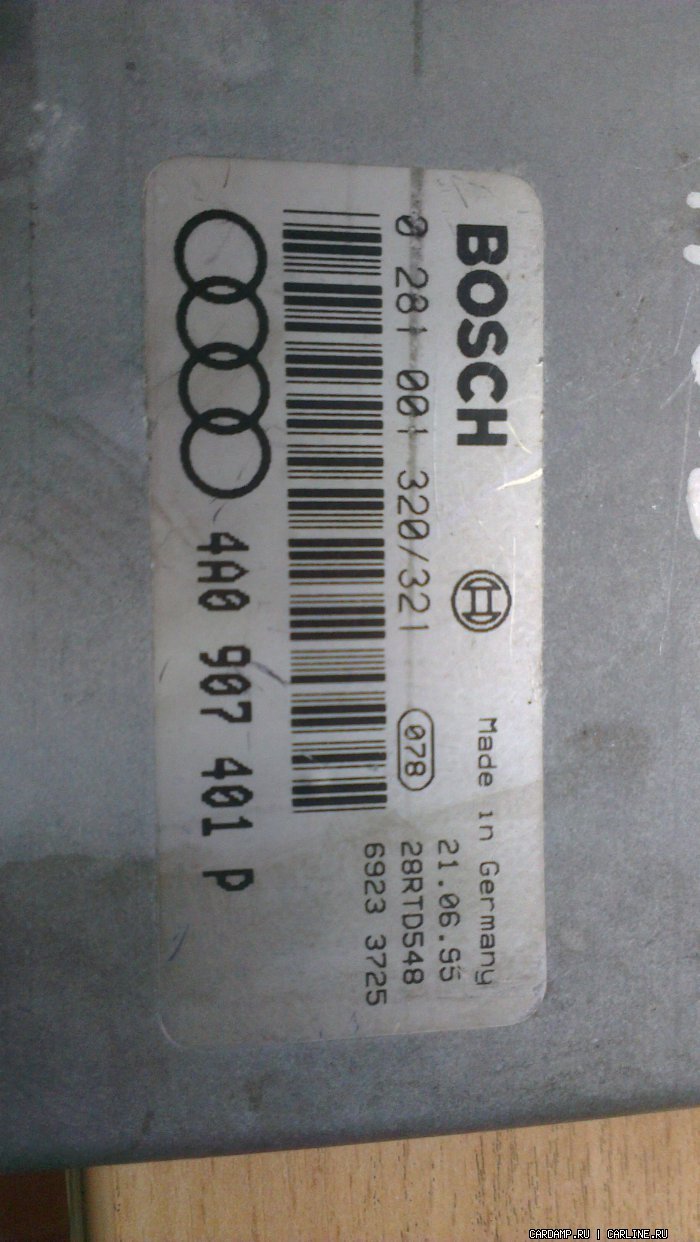 BOSCH
Made in Germany
0 281 001 320/321
078
21.06.95
28RTD548
6923 3725
4A0 907 401 P
CARDAMP.RU | CARLINE.RU